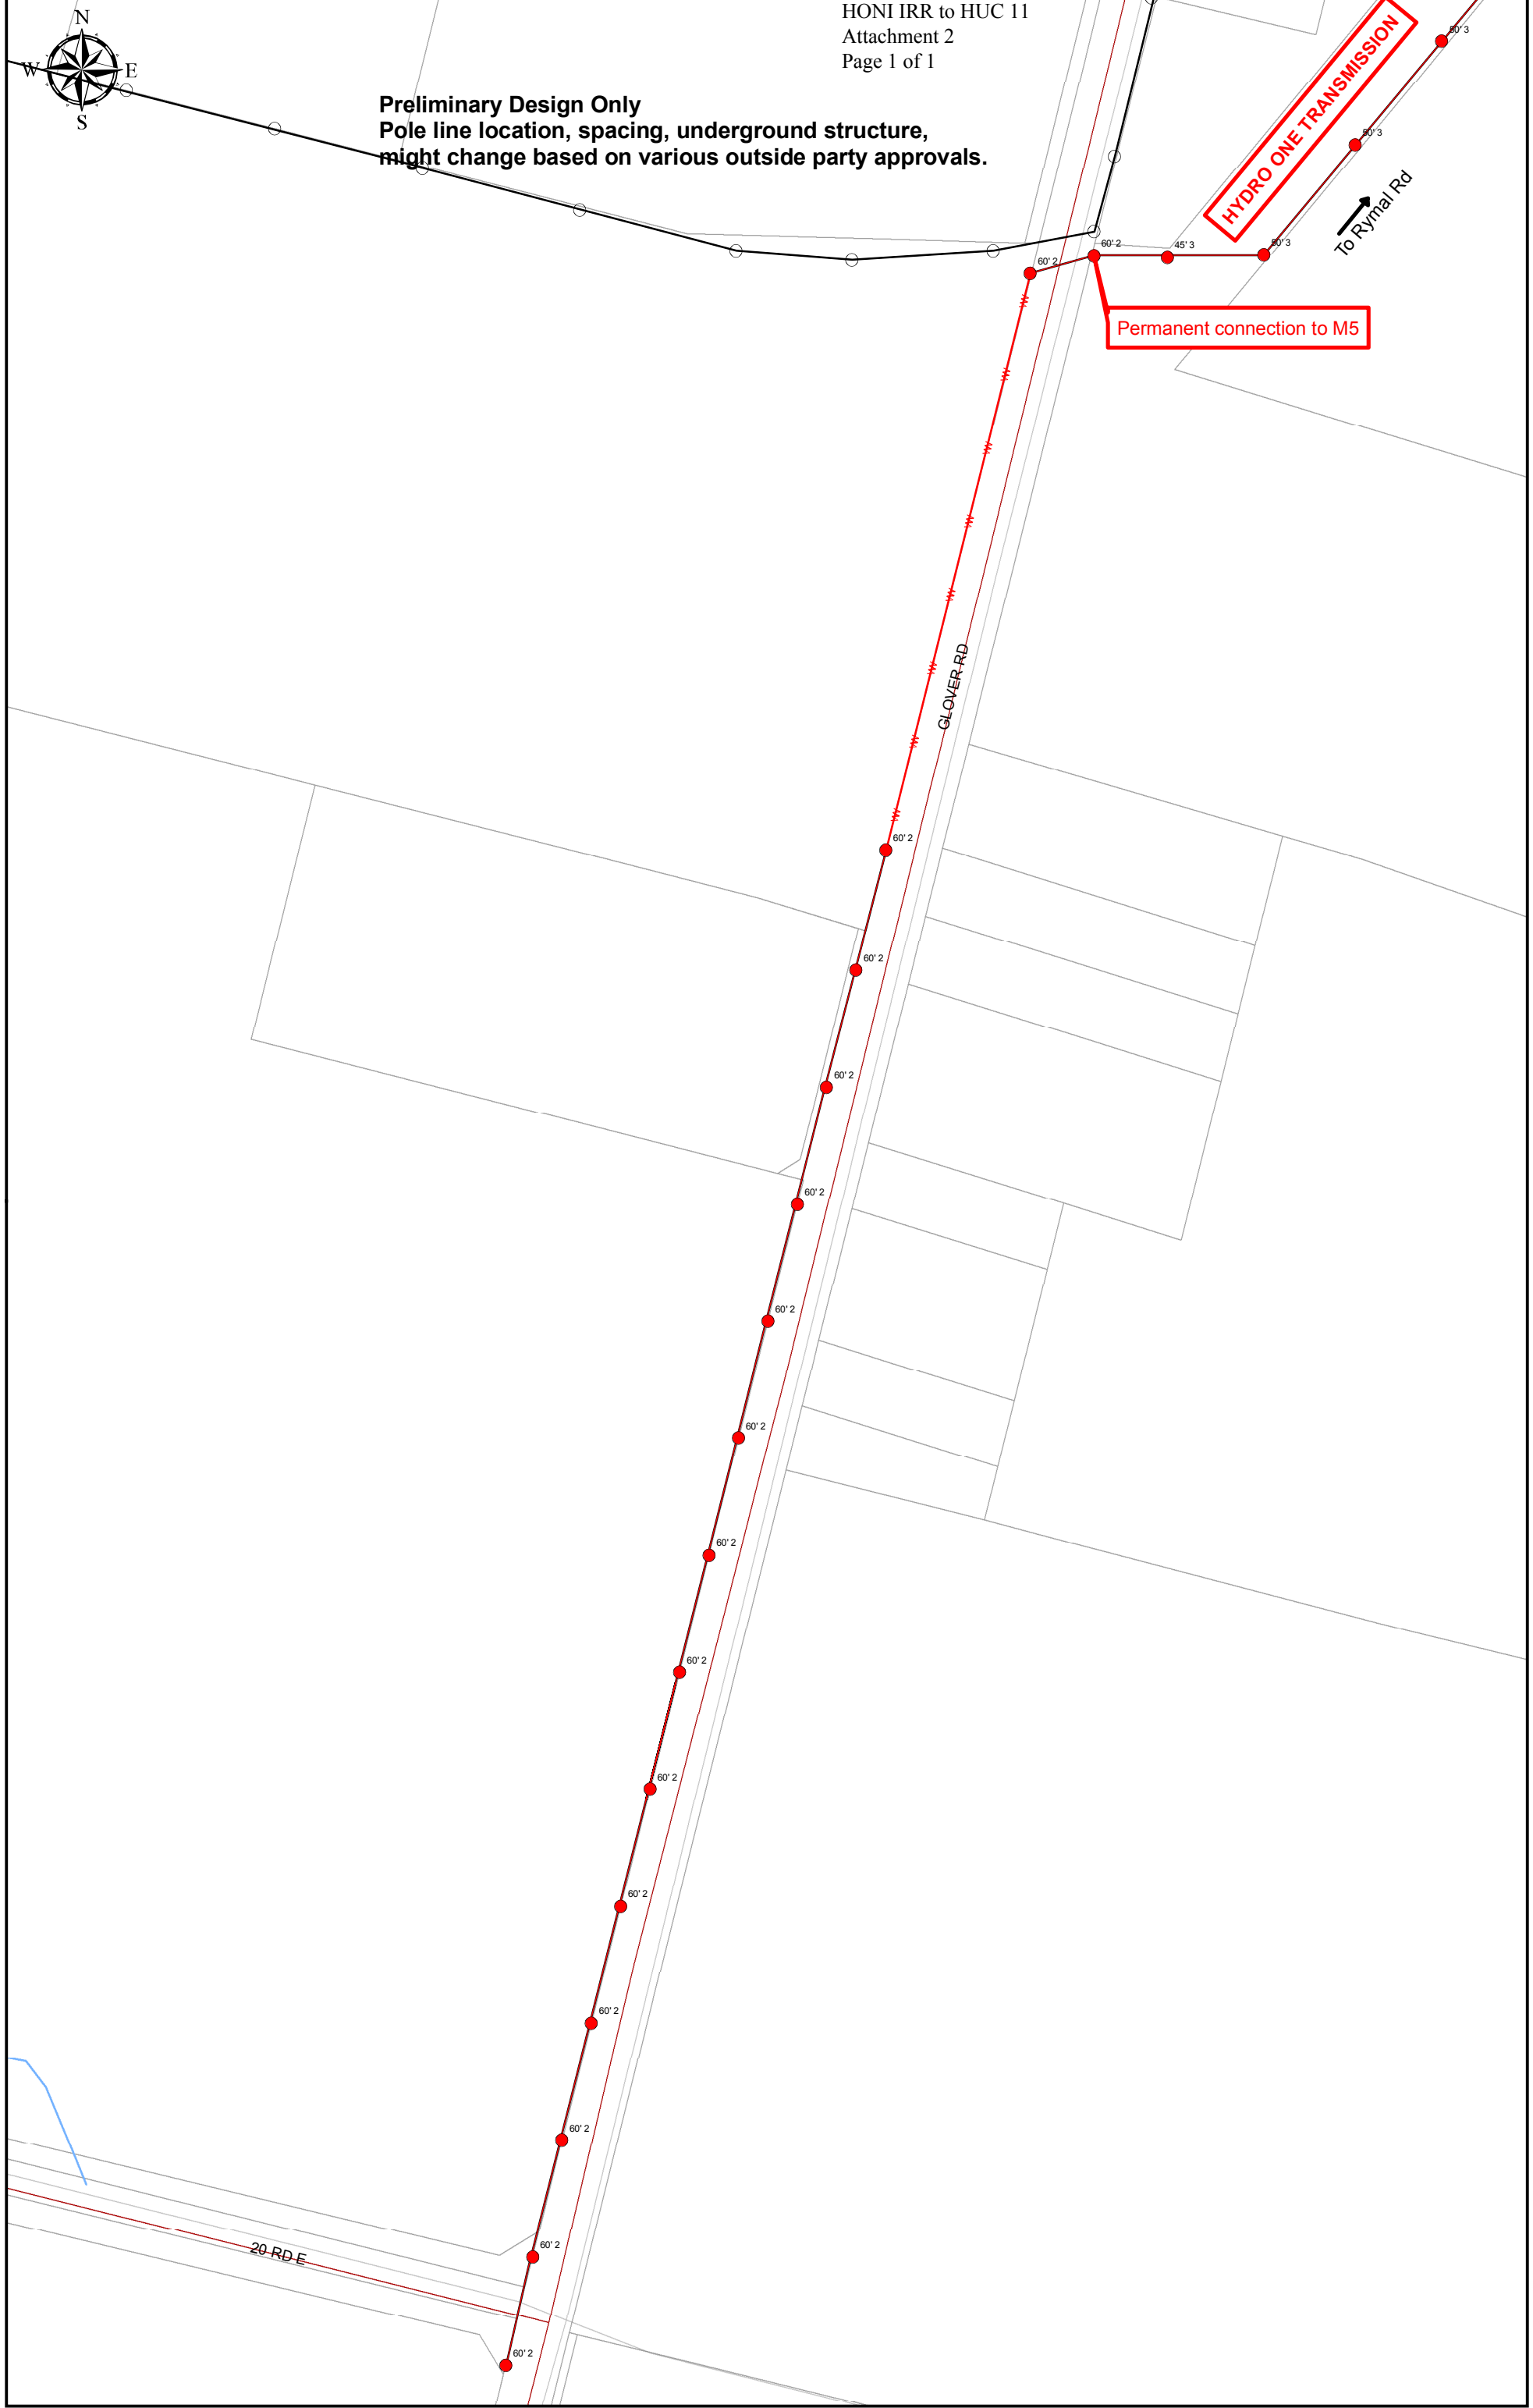 HONI IRR to HUC 11
Attachment 2
Page 1 of 1
N
W
E
S
Preliminary Design Only
Pole line location, spacing, underground structure,
might change based on various outside party approvals.
HYDRO ONE TRANSMISSION
50' 3
50' 3
To Rymal Rd
60' 2
60' 2
45' 3
50' 3
Permanent connection to M5
GLOVER RD
60' 2
60' 2
60' 2
60' 2
60' 2
60' 2
60' 2
60' 2
60' 2
60' 2
60' 2
60' 2
60' 2
20 RD E
60' 2